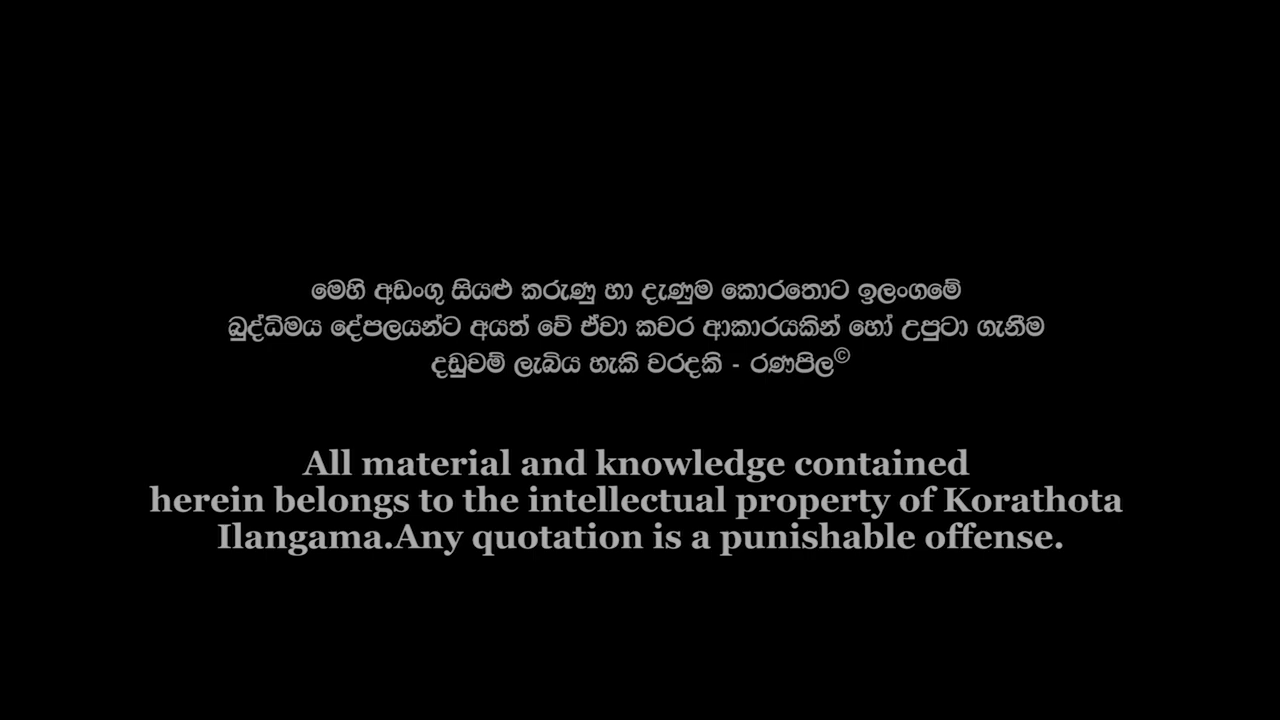 මෙහි අඩංගු සියළු කරුණු හා දැණුම කොරතොට ඉලංගමේ
බුද්ධිමය දේපලයන්ට අයත් වේ ඒවා කවර ආකාරයකින් හෝ උපුටා ගැනීම
දඩුවම් ලැබිය හැකි වරදකි - රණපිල©
All material and knowledge contained
herein belongs to the intellectual property of Korathota
Ilangama.Any quotation is a punishable offense.